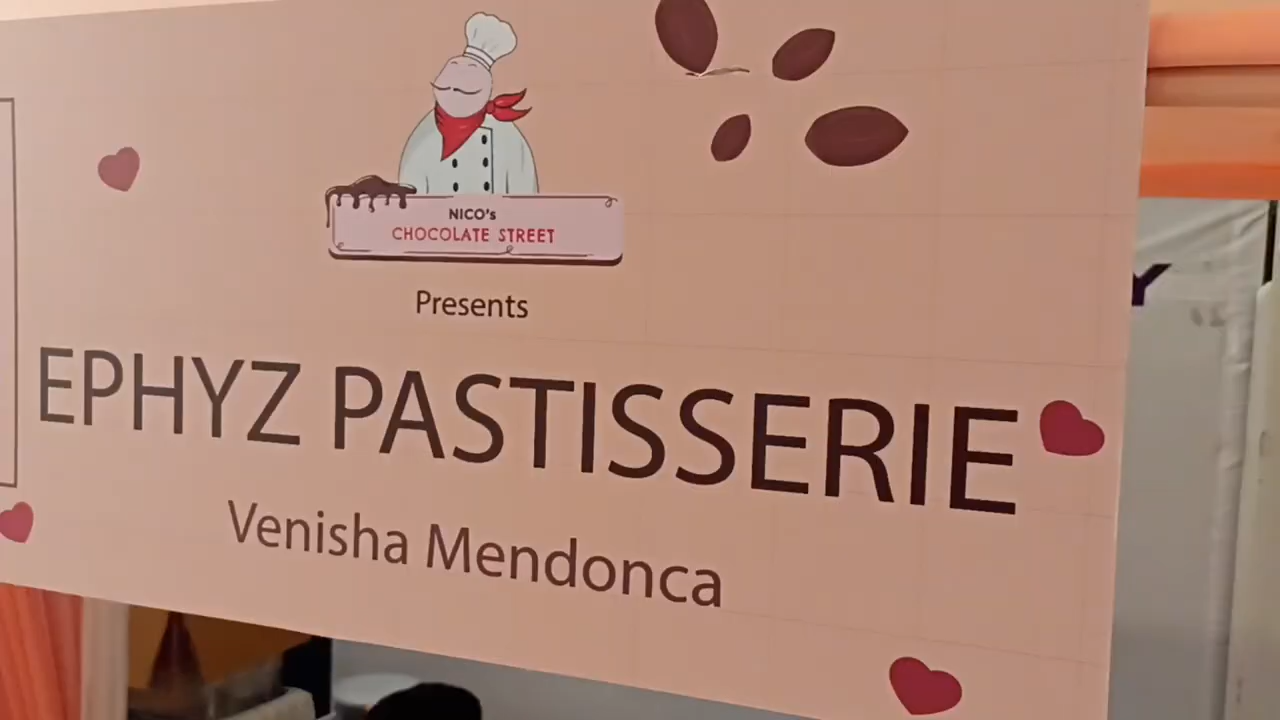 NICO's
CHOCOLATE STREET
Presents
EPHYZ PASTISSERIE
Venisha Mendonca